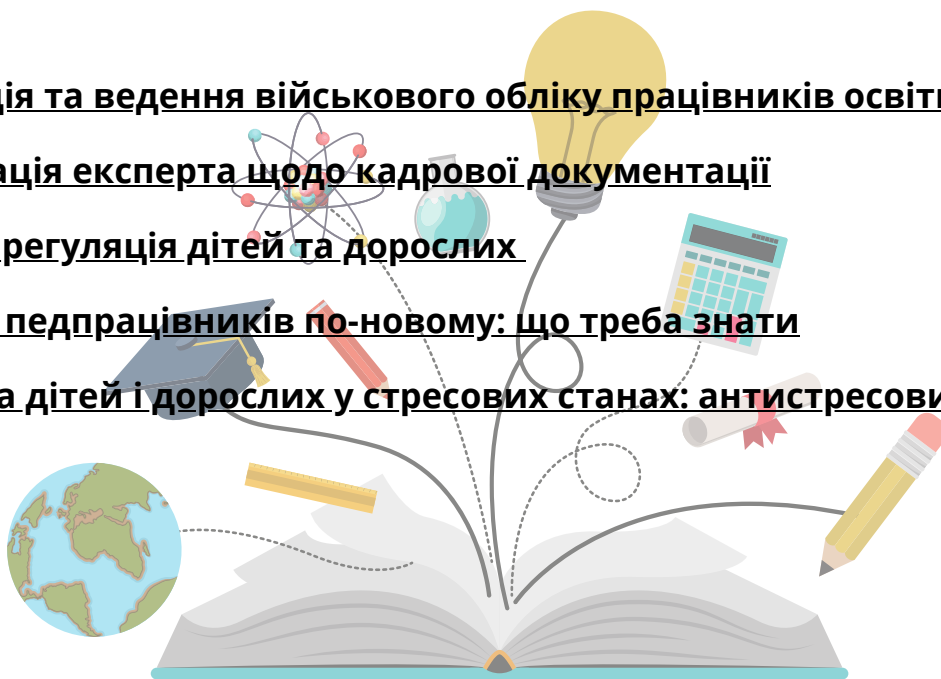 ція та ведення військового обліку працівників освіти
ація експерта щодо кадрової документації
регуляція дітей та дорослих
педпрацівників по-новому: що треба знати
а дітей і дорослих у стресових станах: антистресови